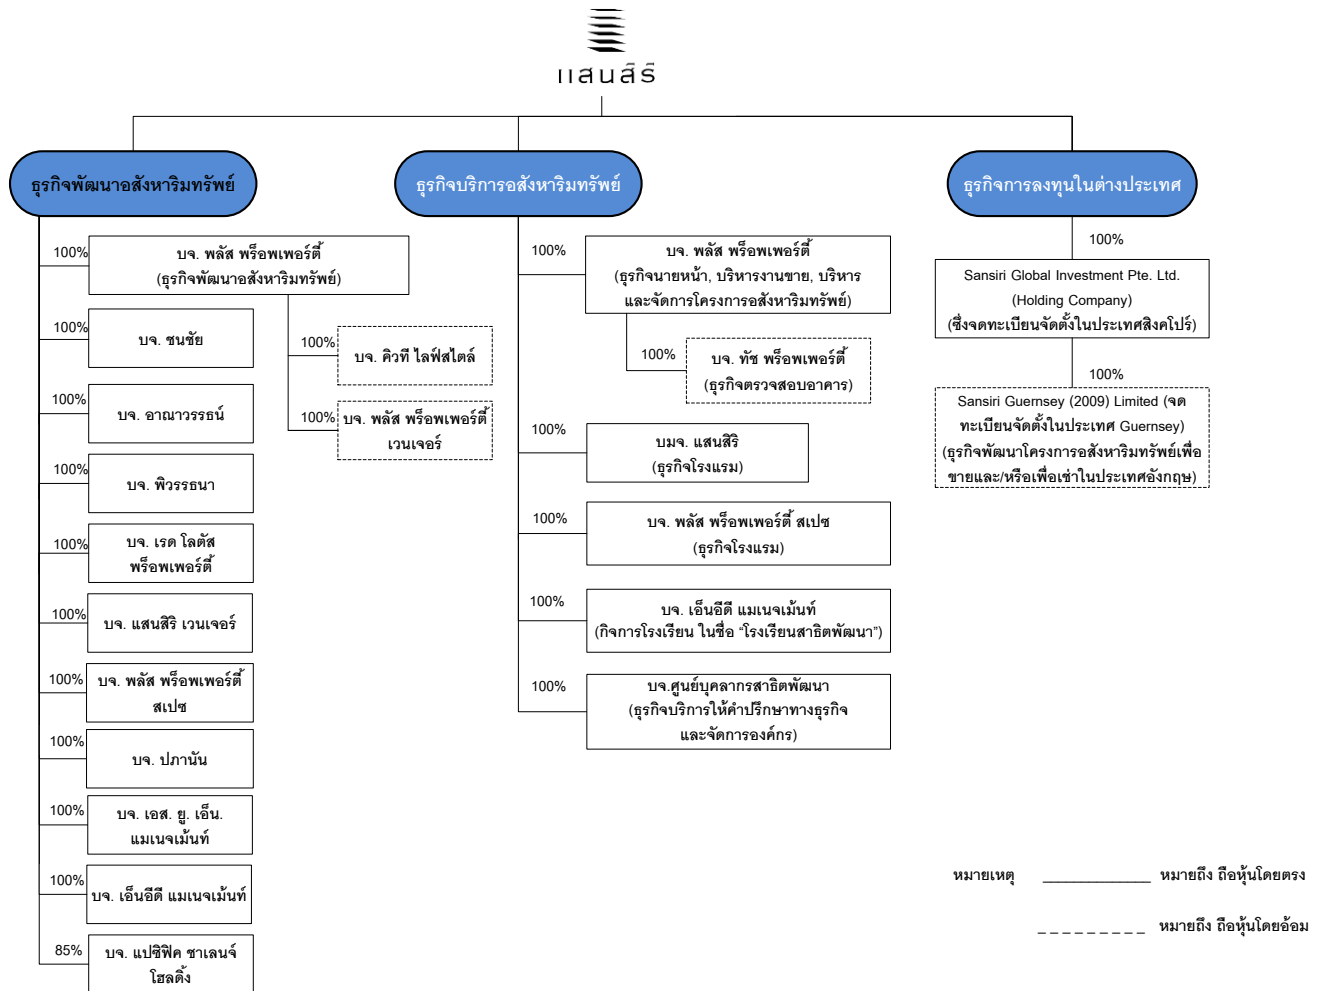 แสนสิริ
ธุรกิจพัฒนาอสังหาริมทรัพย์
100%
บจ. พลัส พร็อพเพอร์ตี้
(ธุรกิจพัฒนาอสังหาริมทรัพย์)
100%
บจ. คิวที ไลฟ์สไตล์
100%
บจ. พลัส พร็อพเพอร์ตี้
เวนเจอร์
100%
บจ. ชนชัย
100%
บจ. อาณาวรรธน์
100%
บจ. พิวรรธนา
100%
บจ. เรด โลตัส
พร็อพเพอร์ตี้
100%
บจ. แสนสิริ เวนเจอร์
100%
บจ. พลัส พร็อพเพอร์ตี้
สเปซ
100%
บจ. ปภานัน
100%
บจ. เอส. ยู. เอ็น.
แมเนจเม้นท์
100%
บจ. เอ็นอีดี แมเนจเม้นท์
85%
บจ. แปซิฟิค ชาเลนจ์
โฮลดิ้ง
ธุรกิจบริการอสังหาริมทรัพย์
100%
บจ. พลัส พร็อพเพอร์ตี้
(ธุรกิจนายหน้า, บริหารงานขาย, บริหาร
และจัดการโครงการอสังหาริมทรัพย์)
100%
บจ. ทัช พร็อพเพอร์ตี้
(ธุรกิจตรวจสอบอาคาร)
100%
บมจ. แสนสิริ
(ธุรกิจโรงแรม)
100%
บจ. พลัส พร็อพเพอร์ตี้ สเปซ
(ธุรกิจโรงแรม)
100%
บจ. เอ็นอีดี แมเนจเม้นท์
(กิจการโรงเรียน ในชื่อ “โรงเรียนสาธิตพัฒนา”)
100%
บจ.ศูนย์บุคลากรสาธิตพัฒนา
(ธุรกิจบริการให้คำปรึกษาทางธุรกิจ
และจัดการองค์กร)
ธุรกิจการลงทุนในต่างประเทศ
100%
Sansiri Global Investment Pte. Ltd.
(Holding Company)
(ซึ่งจดทะเบียนจัดตั้งในประเทศสิงคโปร์)
100%
Sansiri Guernsey (2009) Limited (จด
ทะเบียนจัดตั้งในประเทศ Guernsey)
(ธุรกิจพัฒนาโครงการอสังหาริมทรัพย์เพื่อ
ขายและ/หรือเพื่อเช่าในประเทศอังกฤษ)
หมายเหตุ หมายถึง ถือหุ้นโดยตรง
หมายถึง ถือหุ้นโดยอ้อม